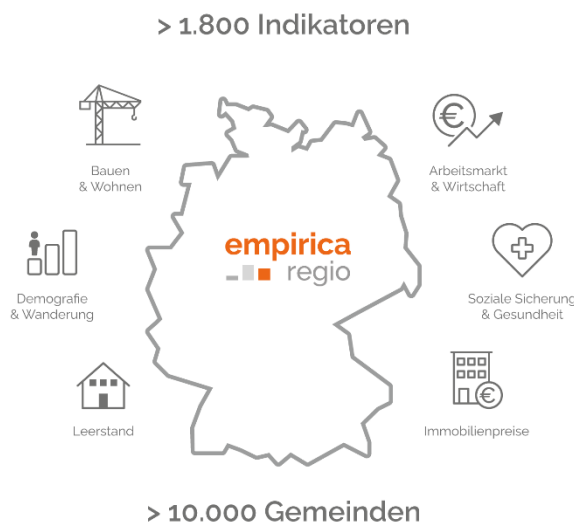 > 1.800 Indikatoren
Bauen
& Wohnen
Arbeitsmarkt
& Wirtschaft
empirica
regio
Demografie
& Wanderung
Soziale Sicherung
& Gesundheit
Leerstand
Immobilienpreise
> 10.000 Gemeinden